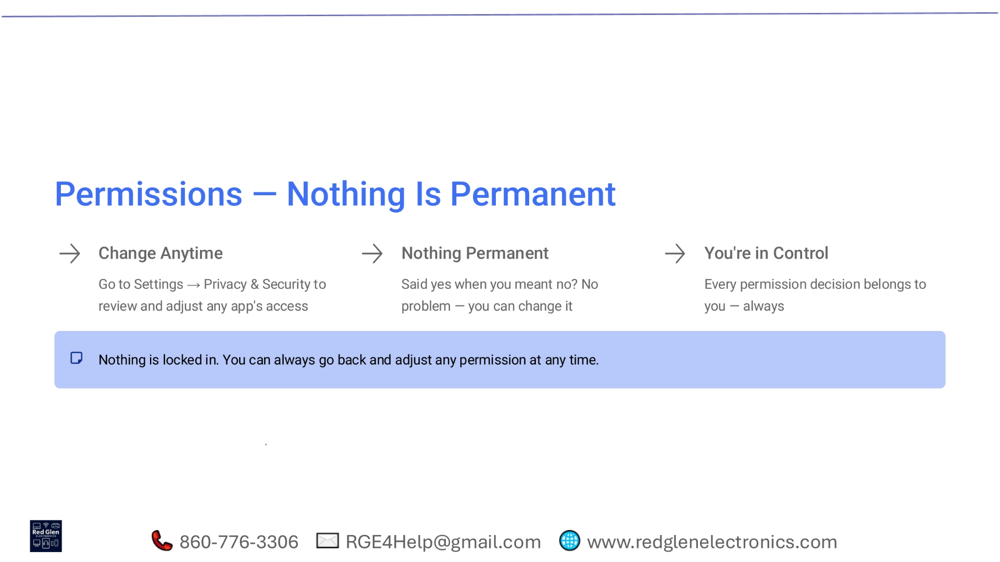 Permissions — Nothing Is Permanent
Change Anytime
Go to Settings → Privacy & Security to
review and adjust any app's access
Nothing Permanent
Said yes when you meant no? No
problem — you can change it
You're in Control
Every permission decision belongs to
you — always
Nothing is locked in. You can always go back and adjust any permission at any time.
.
Red Glen
ELECTRONICS
860-776-3306
RGE4Help@gmail.com
www.redglenelectronics.com